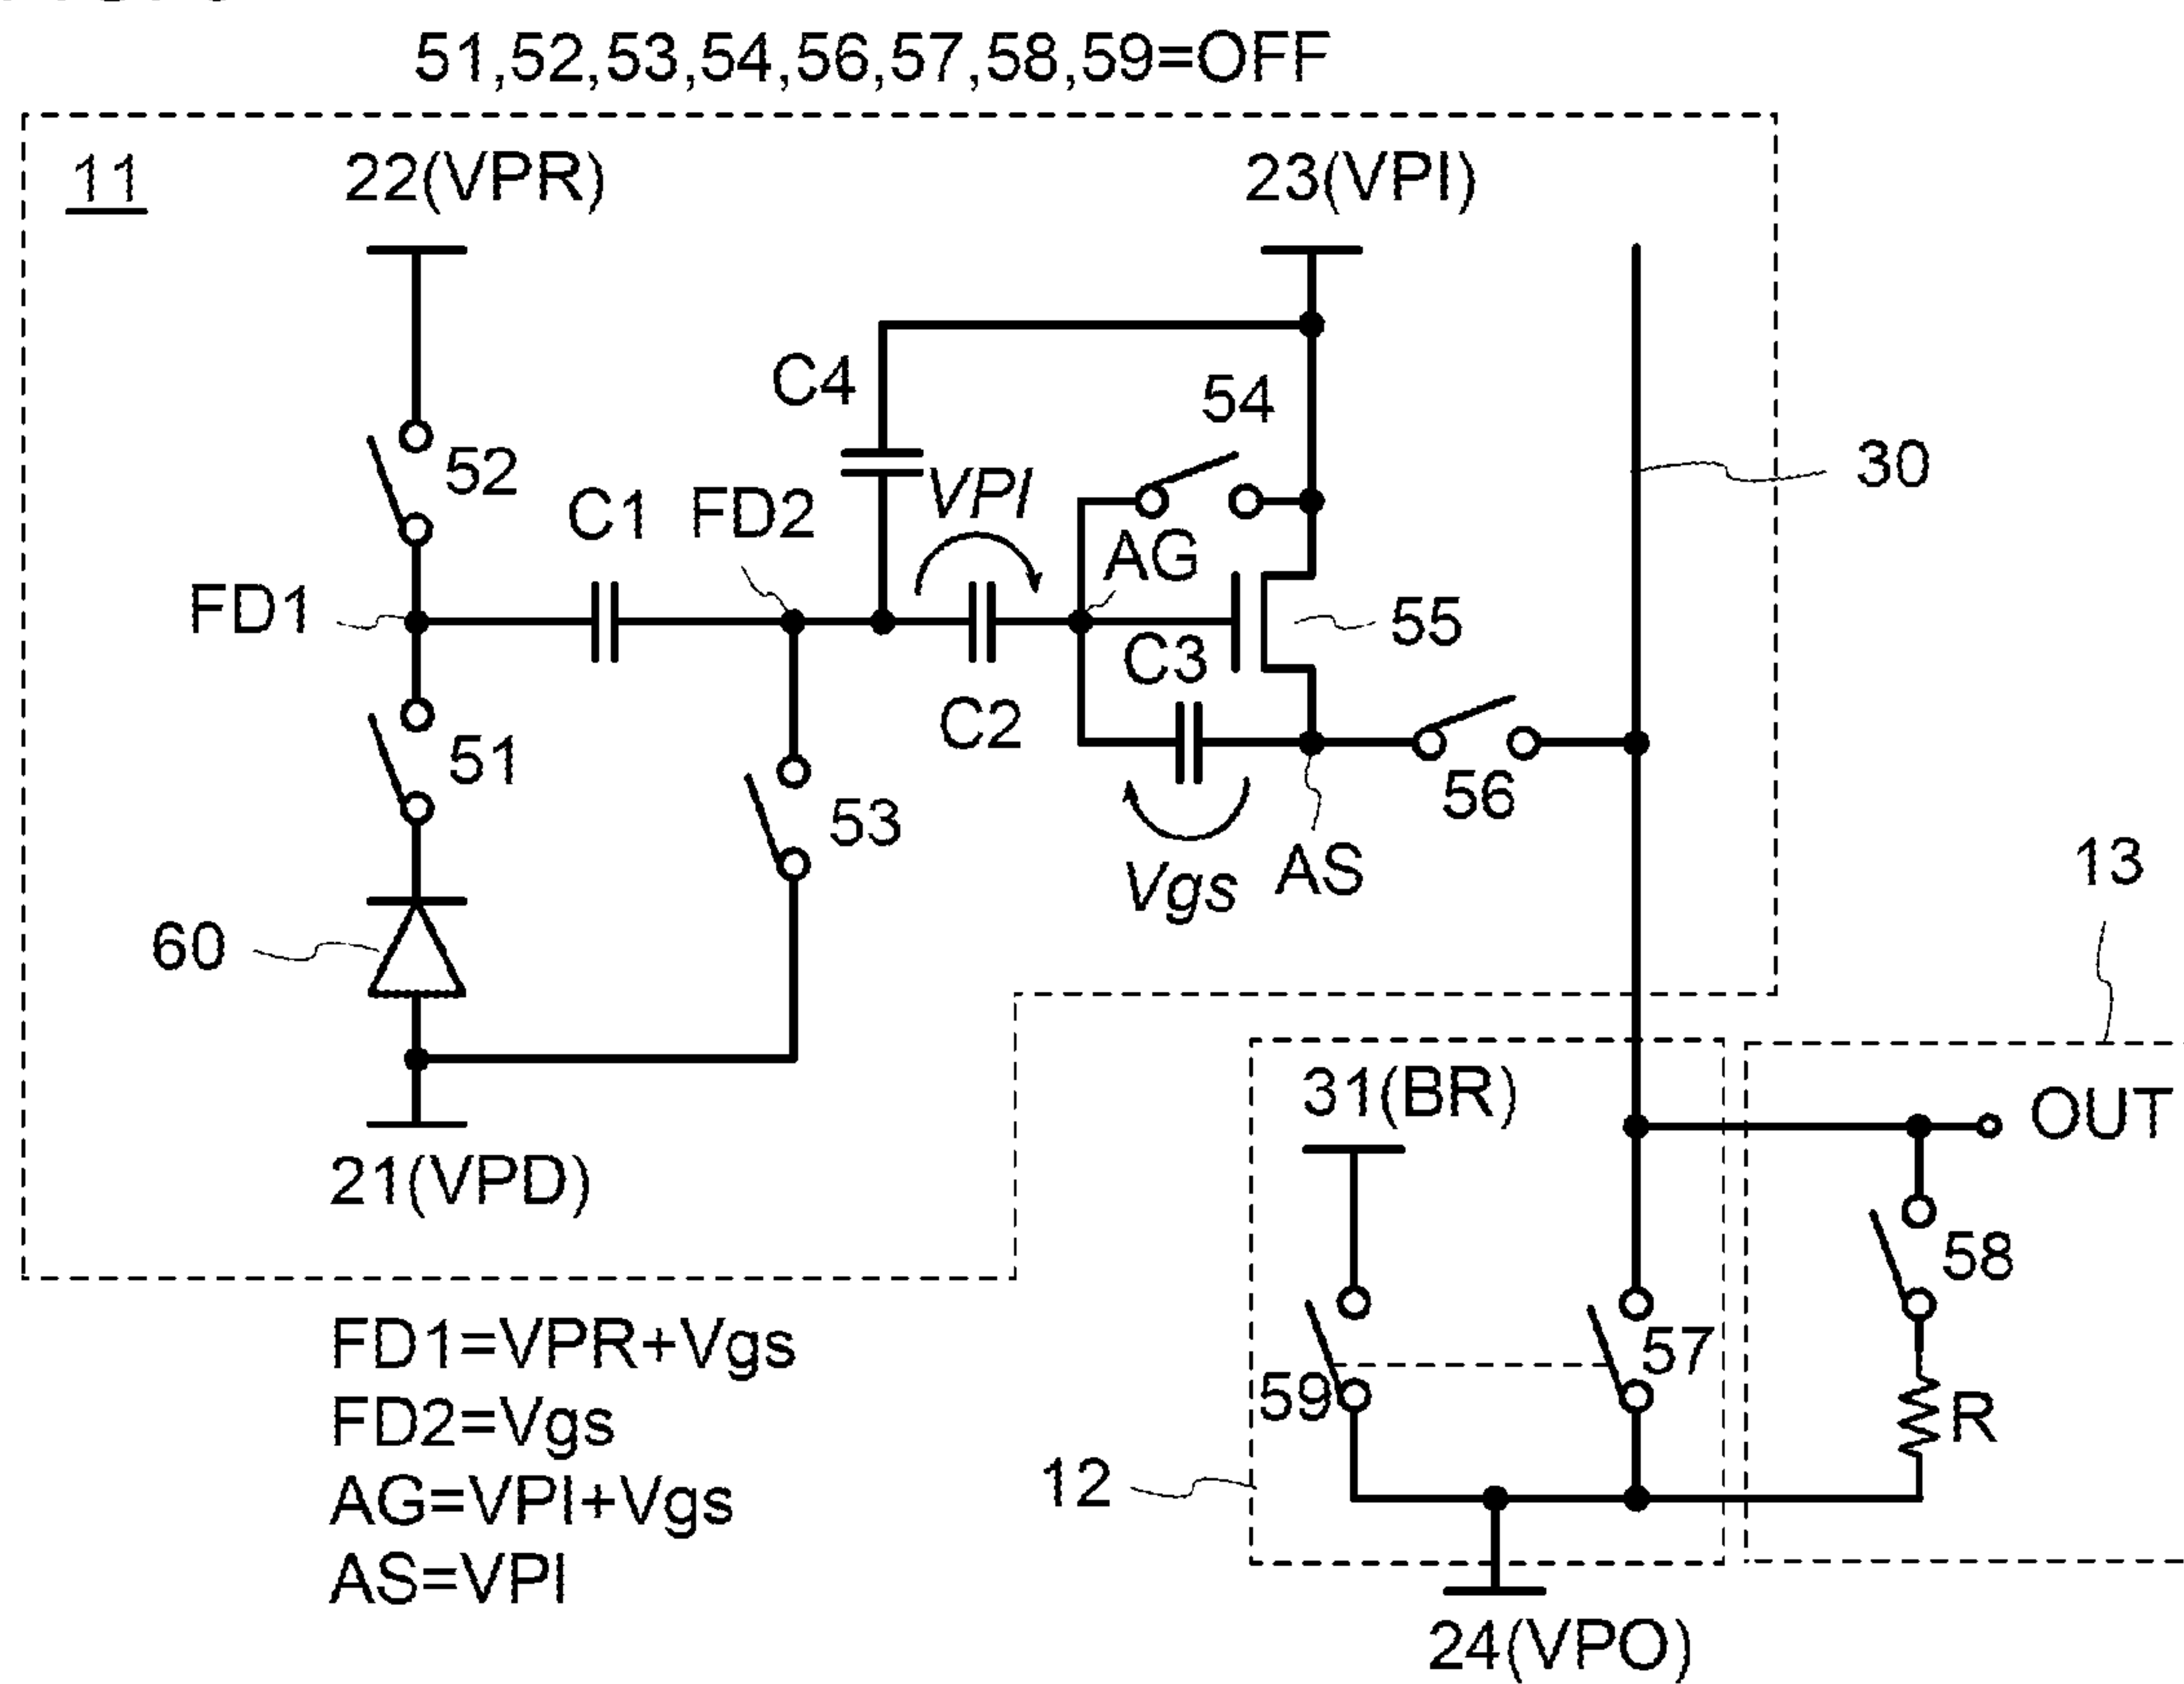 51,52,53,54,56,57,58,59=OFF
11
22(VPR)
23(VPI)
C4
54
52
30
C1
FD2
VPI
AG
FD1
55
C3
C2
51
56
53
Vgs
AS
13
60
31(BR)
OUT
21(VPD)
58
FD1=VPR+Vgs
57
59
R
FD2=Vgs
12
AG=VPI+Vgs
AS=VPI
24(VPO)